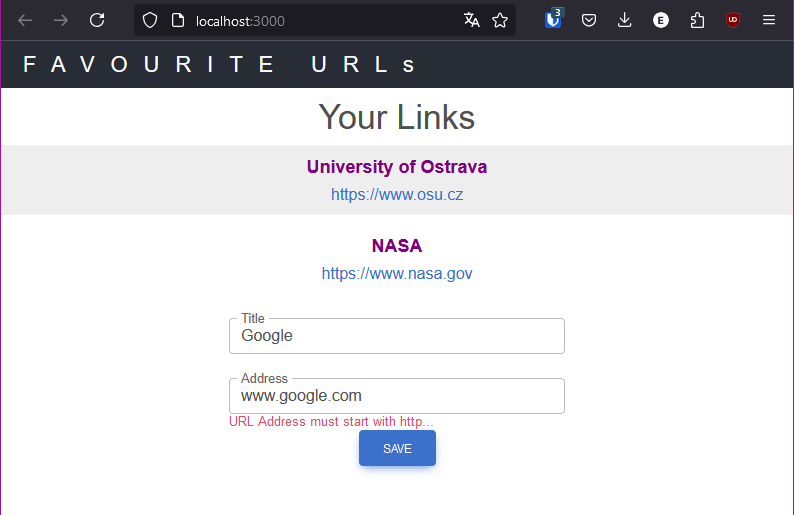 localhost:3000
3
E
FAVOURITE URLs
Your Links
University of Ostrava
https://www.osu.cz
NASA
https://www.nasa.gov
Title
Google
Address
www.google.com
URL Address must start with http...
SAVE